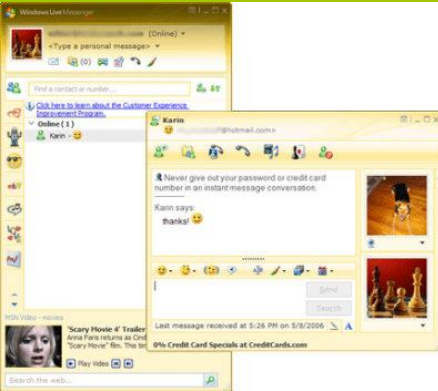 Windows Live Messenger
(Online)
<Type a personal message>
(0)
Find a contact or number...
Click here to learn about the Customer Experience
Improvement Program.
Online (1)
Karin -
'Scary Movie 4' Trailer
Anna Faris returns as Cind
"Scary Movie" film. This tim
MSN Video - movies
Play Video
Search the web...
Karin
@hotmail.com>
Never give out your password or credit card
number in an instant message conversation.
Karin says:
thanks!
Send
Search
Last message received at 5:26 PM on 5/8/2006
0% Credit Card Specials at CreditCards.com